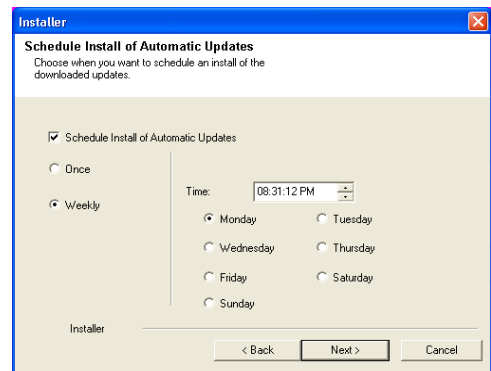 Installer
Schedule Install of Automatic Updates
Choose when you want to schedule an install of the
downloaded updates.
Schedule Install of Automatic Updates
Once
Weekly
Time: 08:31:12 PM
Monday Tuesday
Wednesday Thursday
Friday Saturday
Sunday
Installer
< Back Next > Cancel